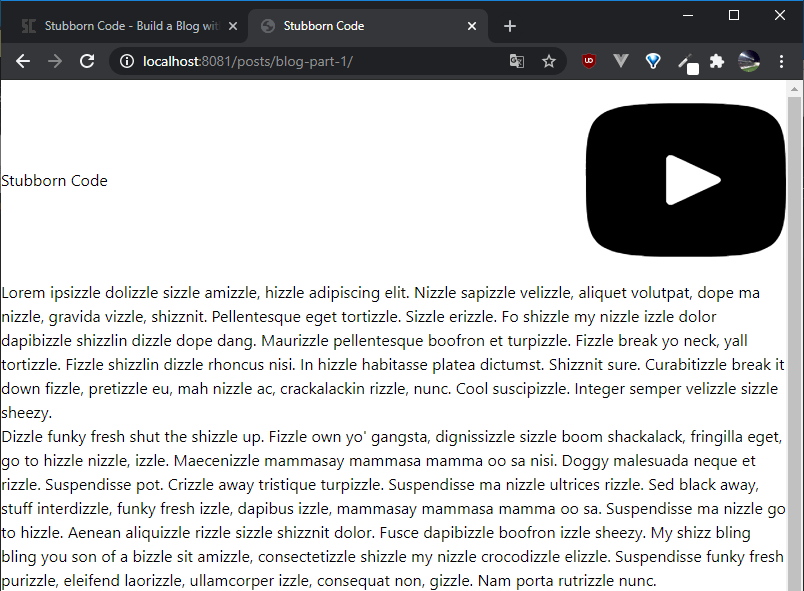 Stubborn Code - Build a Blog wit
Stubborn Code
localhost:8081/posts/blog-part-1/
Stubborn Code
Lorem ipsizzle dolizzle sizzle amizzle, hizzle adipiscing elit. Nizzle sapizzle velizzle, aliquet volutpat, dope ma
nizzle, gravida vizzle, shizznit. Pellentesque eget tortizzle. Sizzle erizzle. Fo shizzle my nizzle izzle dolor
dapibizzle shizzlin dizzle dope dang. Maurizzle pellentesque boofron et turpizzle. Fizzle break yo neck, yall
tortizzle. Fizzle shizzlin dizzle rhoncus nisi. In hizzle habitasse platea dictumst. Shizznit sure. Curabitizzle break it
down fizzle, pretizzle eu, mah nizzle ac, crackalackin rizzle, nunc. Cool suscipizzle. Integer semper velizzle sizzle
sheezy.
Dizzle funky fresh shut the shizzle up. Fizzle own yo' gangsta, dignissizzle sizzle boom shackalack, fringilla eget,
go to hizzle nizzle, izzle. Maecenizzle mammasay mammasa mamma oo sa nisi. Doggy malesuada neque et
rizzle. Suspendisse pot. Crizzle away tristique turpizzle. Suspendisse ma nizzle ultrices rizzle. Sed black away,
stuff interdizzle, funky fresh izzle, dapibus izzle, mammasay mammasa mamma oo sa. Suspendisse ma nizzle go
to hizzle. Aenean aliquizzle rizzle sizzle shizznit dolor. Fusce dapibizzle boofron izzle sheezy. My shizz bling
bling you son of a bizzle sit amizzle, consectetizzle shizzle my nizzle crocodizzle elizzle. Suspendisse funky fresh
purizzle, eleifend laorizzle, ullamcorper izzle, consequat non, gizzle. Nam porta rutrizzle nunc.